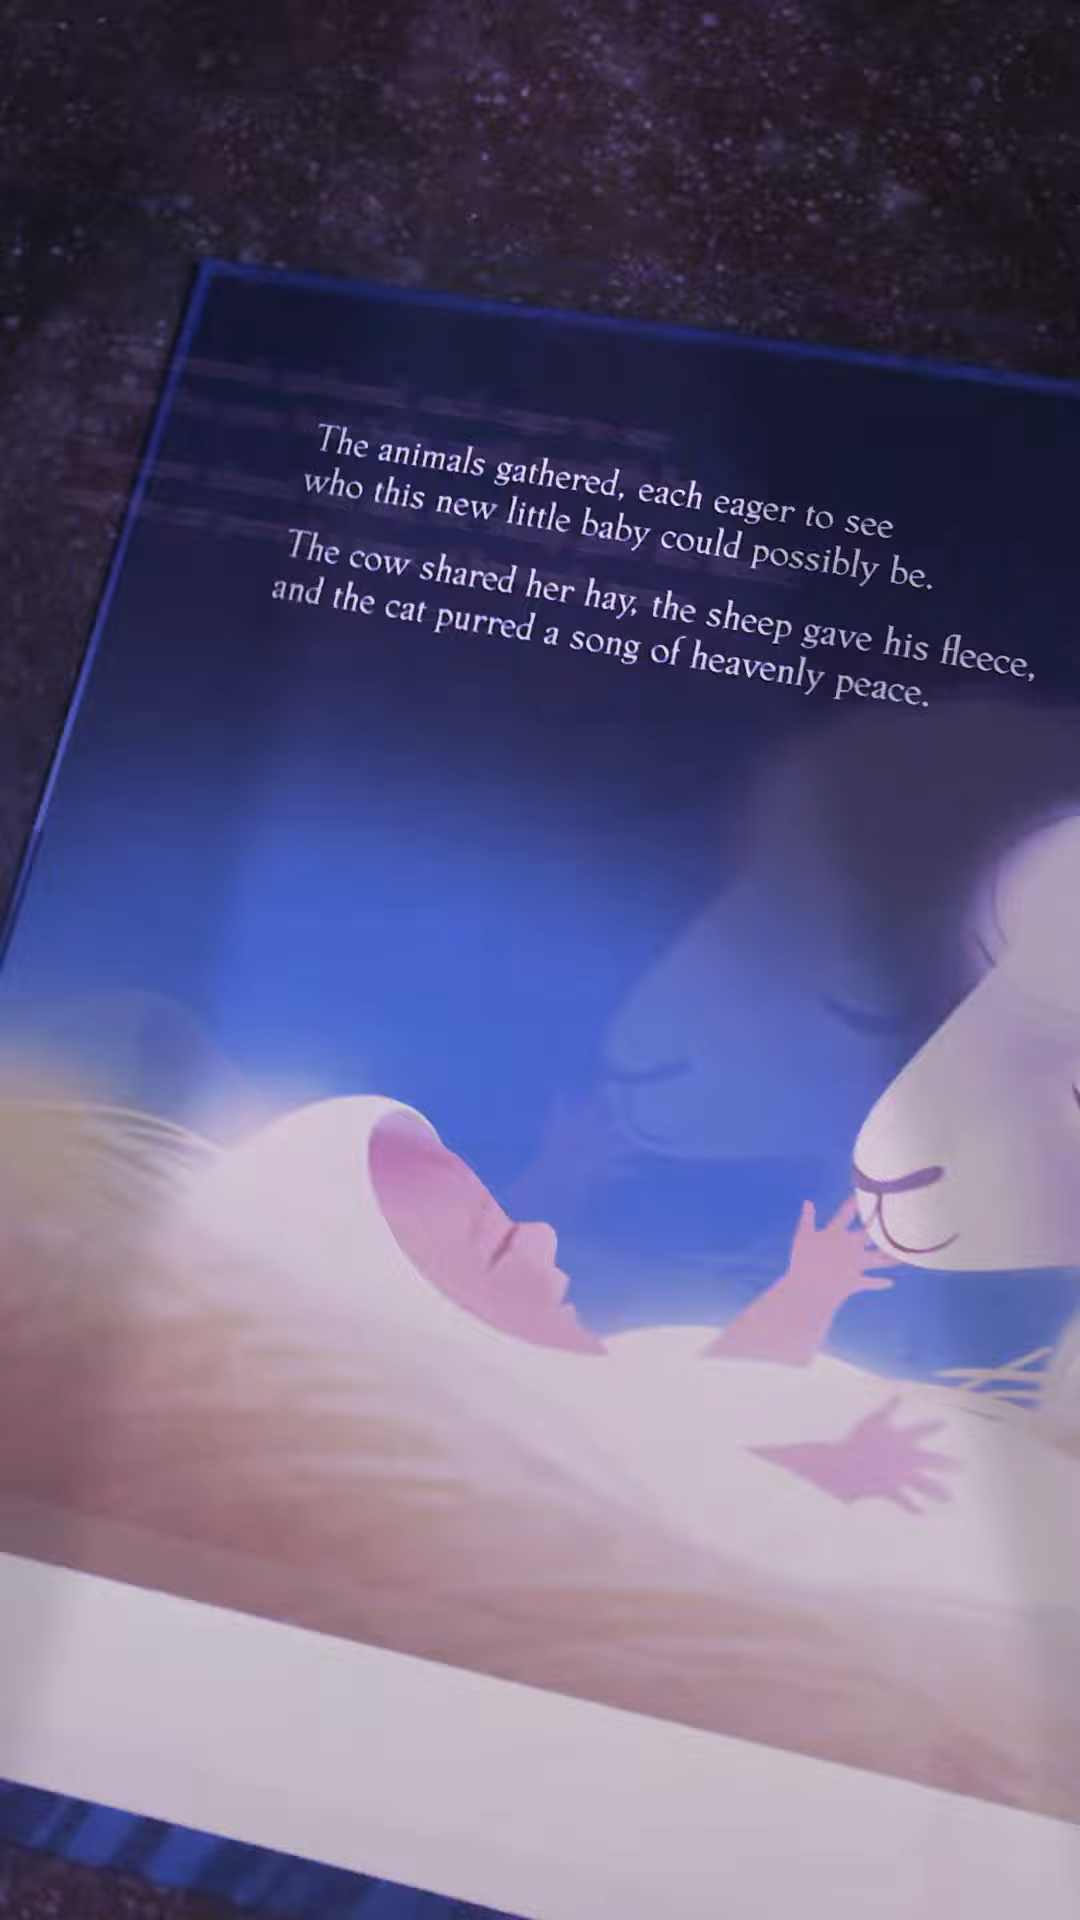 The animals gathered, each eager to see
who this new little baby could possibly be.
The cow shared her hay, the sheep gave his fleece,
and the cat purred a song of heavenly peace.